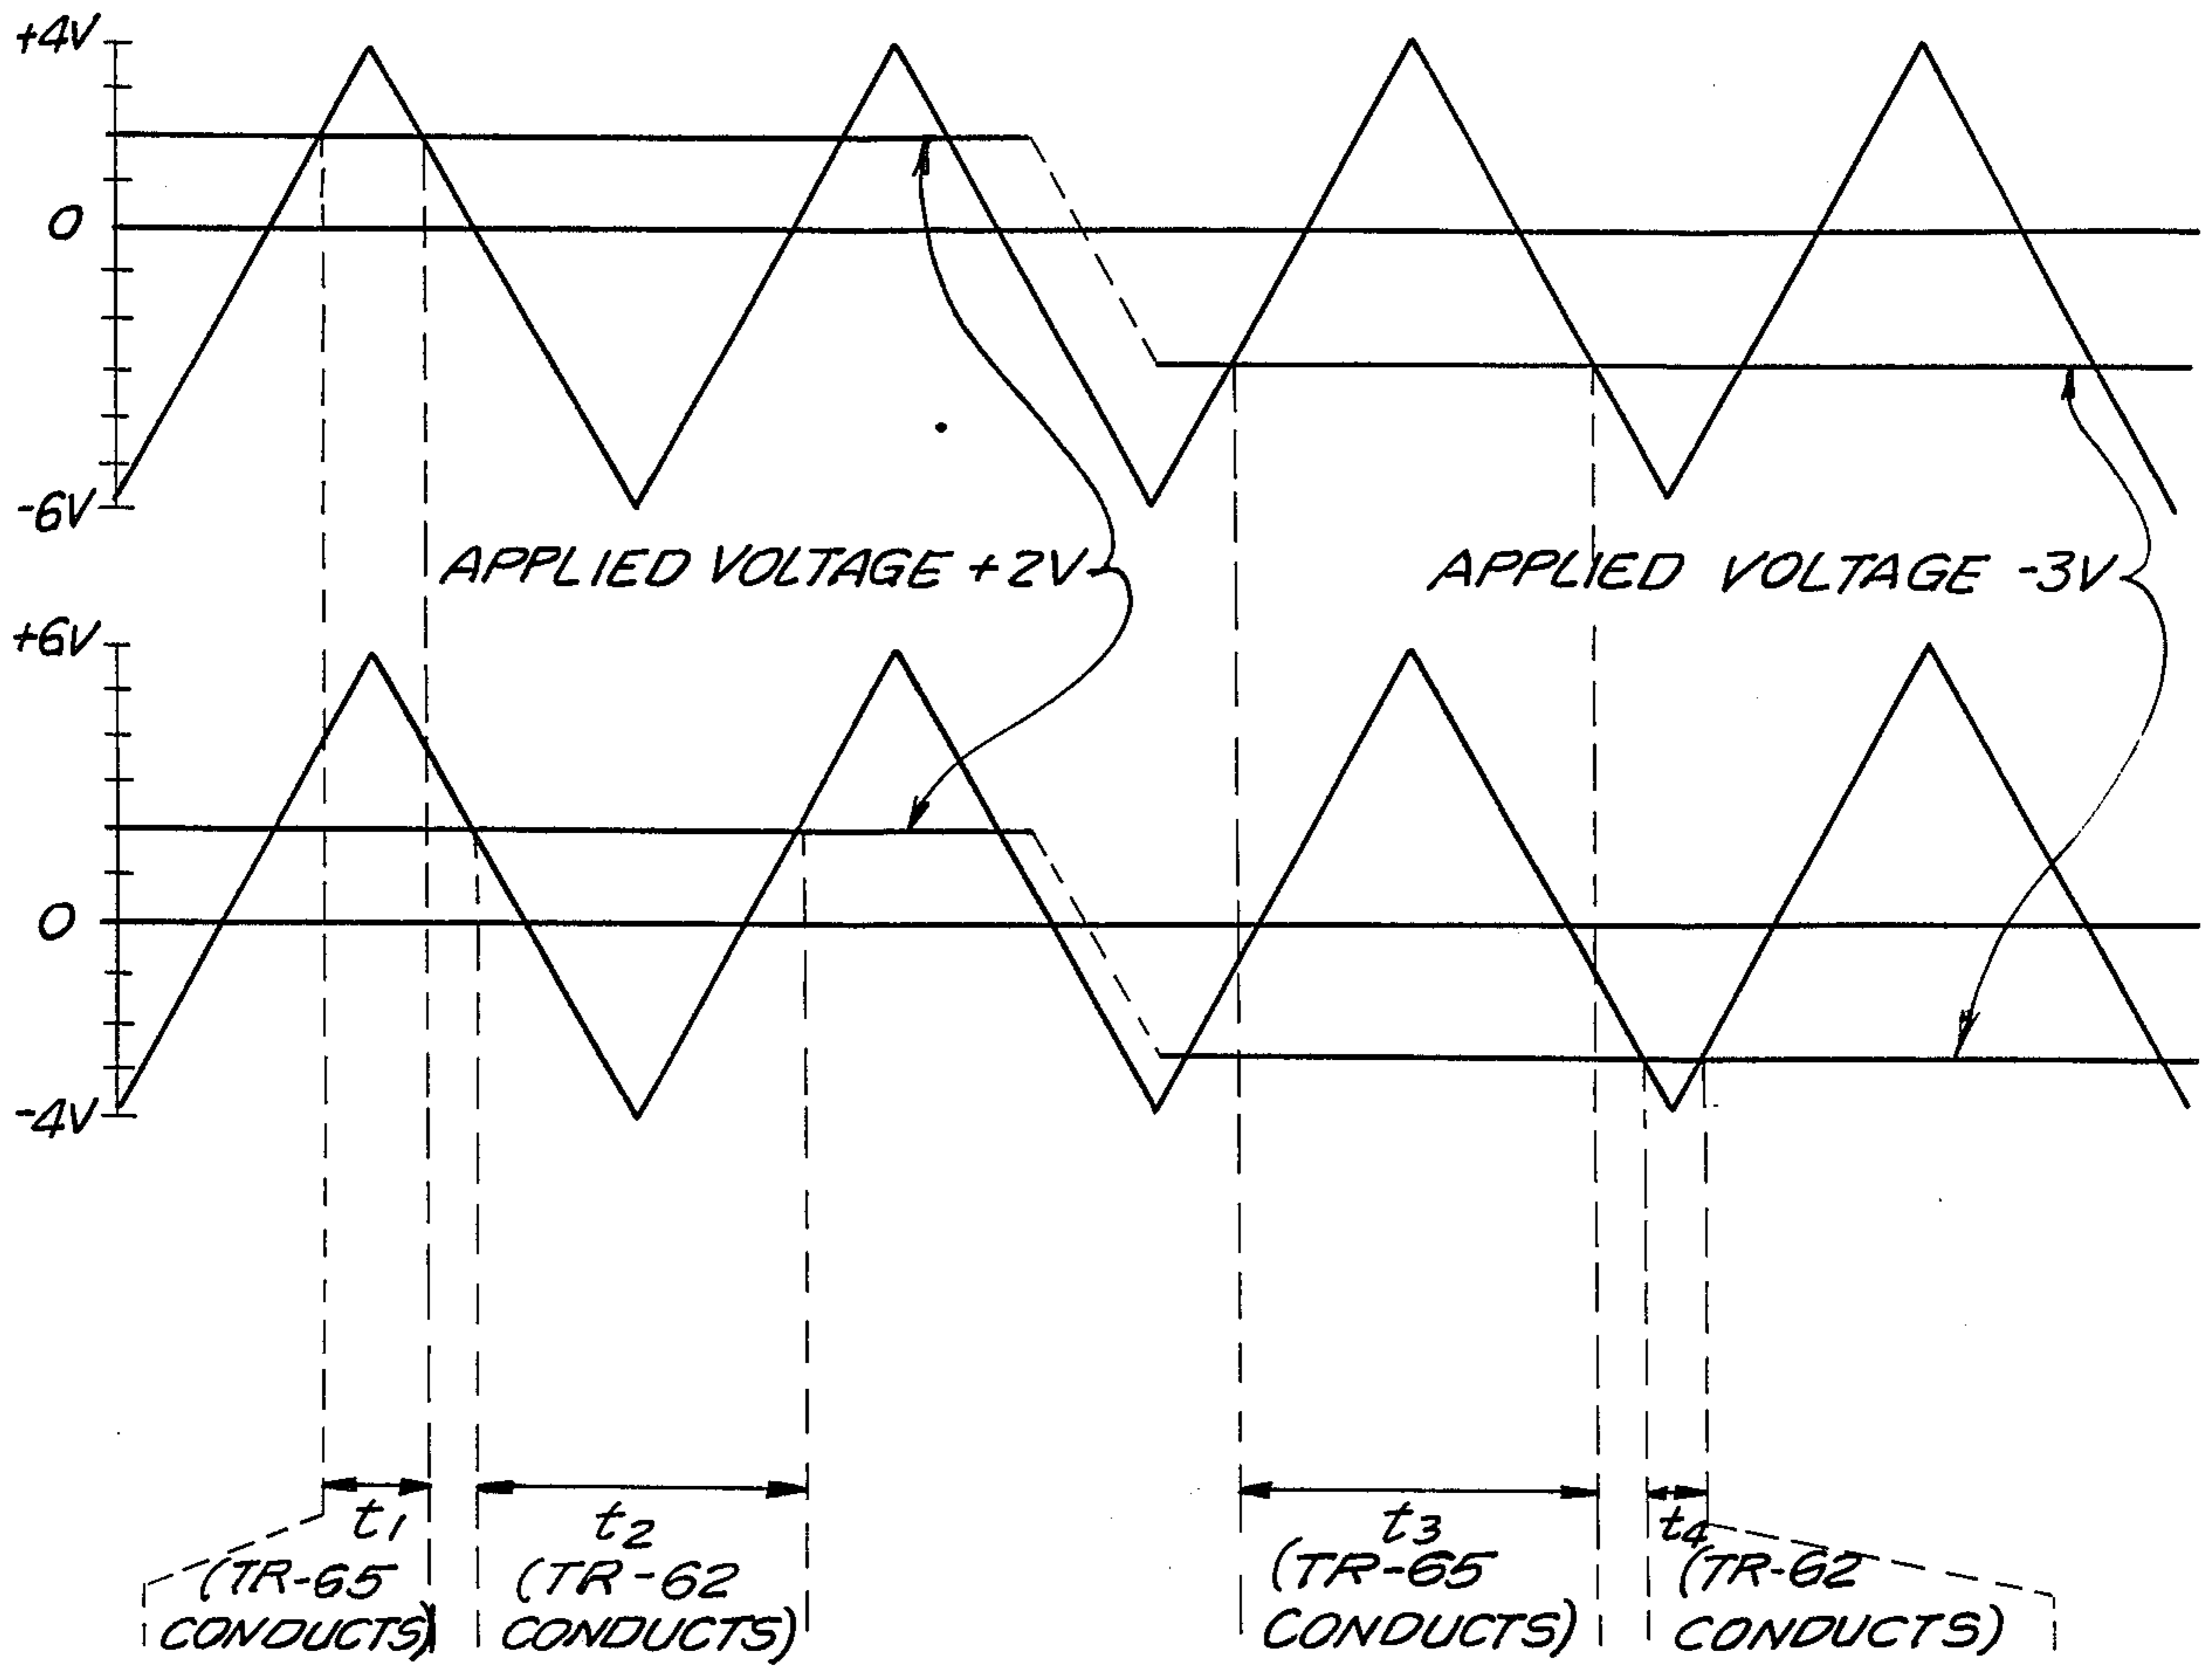 +4V
0
-6V
APPLIED VOLTAGE +2V
APPLIED VOLTAGE -3V
+6V
0
-4V
t1
(TR-65
CONDUCTS)
t2
(TR-62
CONDUCTS)
t3
(TR-65
CONDUCTS)
t4
(TR-62
CONDUCTS)